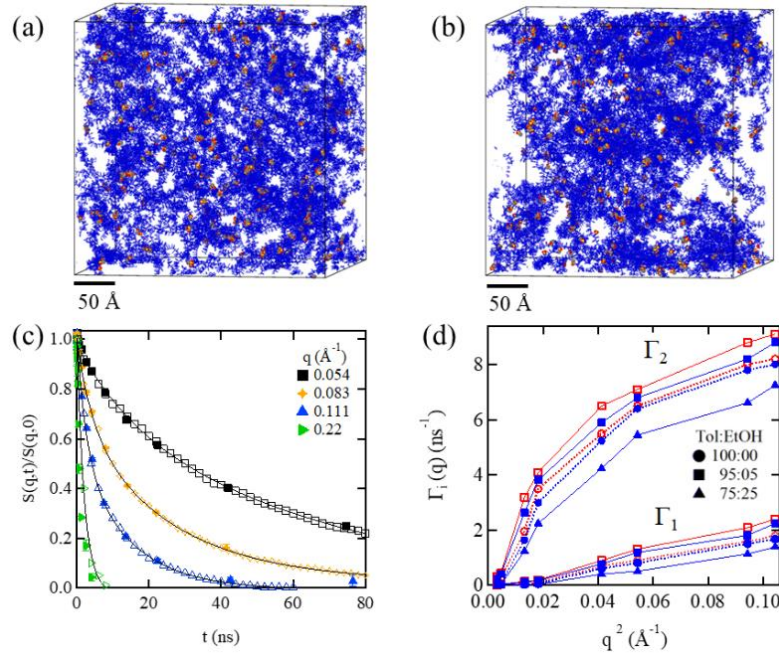 (a)
(b)
50 Å
50 Å
(c)
1.0
0.8
0.6
0.4
0.2
0.0
S(q,t)/S(q,0)
q (Å⁻¹)
0.054
0.083
0.111
0.22
0
20
40
60
80
t (ns)
(d)
8
6
4
2
0
Γᵢ (q) (ns⁻¹)
Γ₂
Tol:EtOH
100:00
95:05
75:25
Γ₁
0.00
0.02
0.04
0.06
0.08
0.10
q² (Å⁻¹)